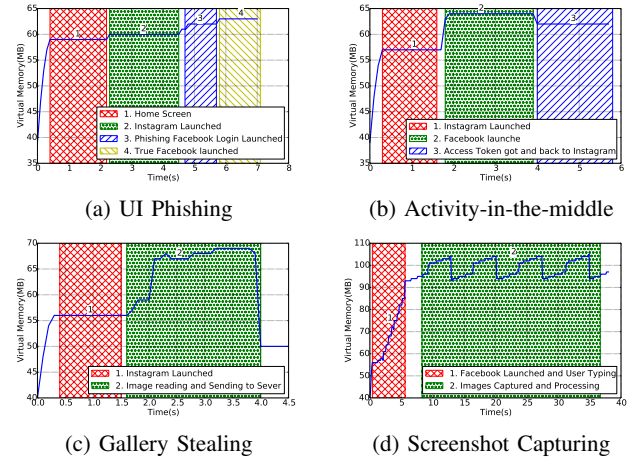 65
60
55
50
45
40
35
Virtual Memory(MB)
1
2
3
4
1. Home Screen
2. Instagram Launched
3. Phishing Facebook Login Launched
4. True Facebook launched
0 1 2 3 4 5 6 7 8
Time(s)
(a) UI Phishing
65
60
55
50
45
40
35
Virtual Memory(MB)
1
2
3
1. Instagram Launched
2. Facebook launche
3. Access Token got and back to Instagram
0 1 2 3 4 5 6
Time(s)
(b) Activity-in-the-middle
70
65
60
55
50
45
40
Virtual Memory(MB)
1
2
1. Instagram Launched
2. Image reading and Sending to Sever
0.0 0.5 1.0 1.5 2.0 2.5 3.0 3.5 4.0 4.5
Time(s)
(c) Gallery Stealing
110
100
90
80
70
60
50
40
Virtual Memory(MB)
1
2
1. Facebook Launched and User Typing
2. Images Captured and Processing
0 5 10 15 20 25 30 35 40
Time(s)
(d) Screenshot Capturing